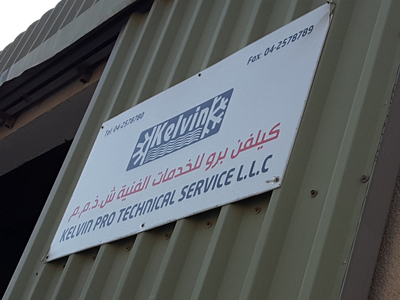 Tel: 04-2578780
Fax: 04-2578789
Kelvin
كيلفن برو للخدمات الفنية ش.ذ.م.م
KELVIN PRO TECHNICAL SERVICE L.L.C